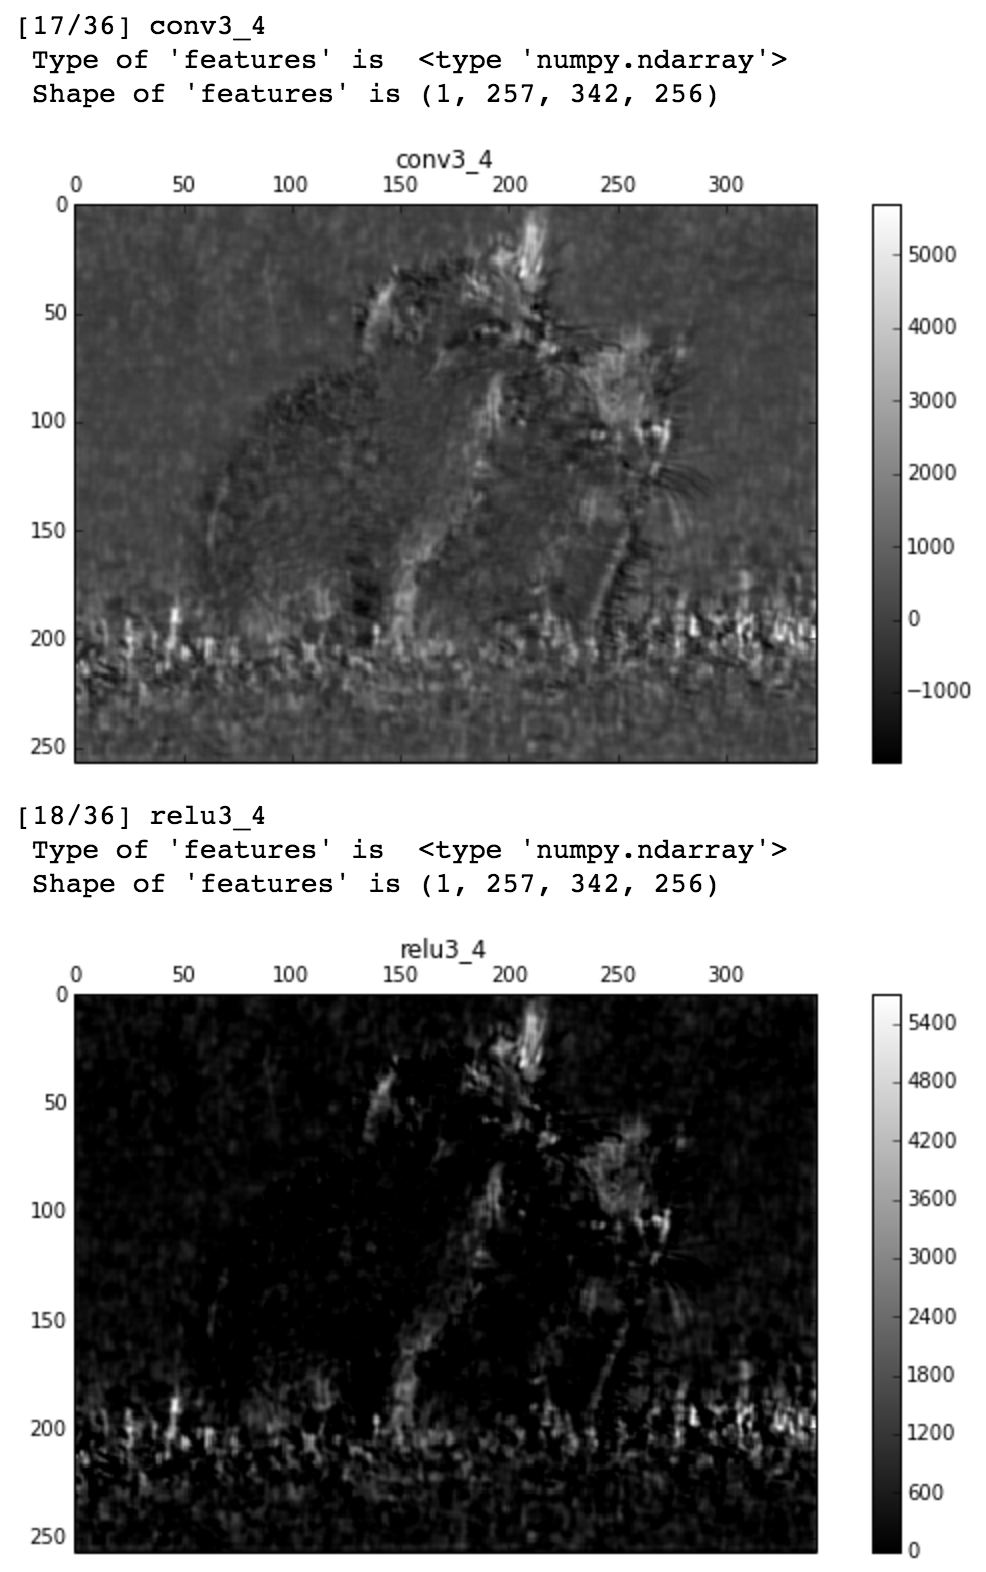 [17/36] conv3_4
Type of 'features' is  <type 'numpy.ndarray'>
Shape of 'features' is (1, 257, 342, 256)
conv3_4
0 50 100 150 200 250 300
0
50
100
150
200
250
5000
4000
3000
2000
1000
0
−1000
[18/36] relu3_4
Type of 'features' is  <type 'numpy.ndarray'>
Shape of 'features' is (1, 257, 342, 256)
relu3_4
0 50 100 150 200 250 300
0
50
100
150
200
250
5400
4800
4200
3600
3000
2400
1800
1200
600
0